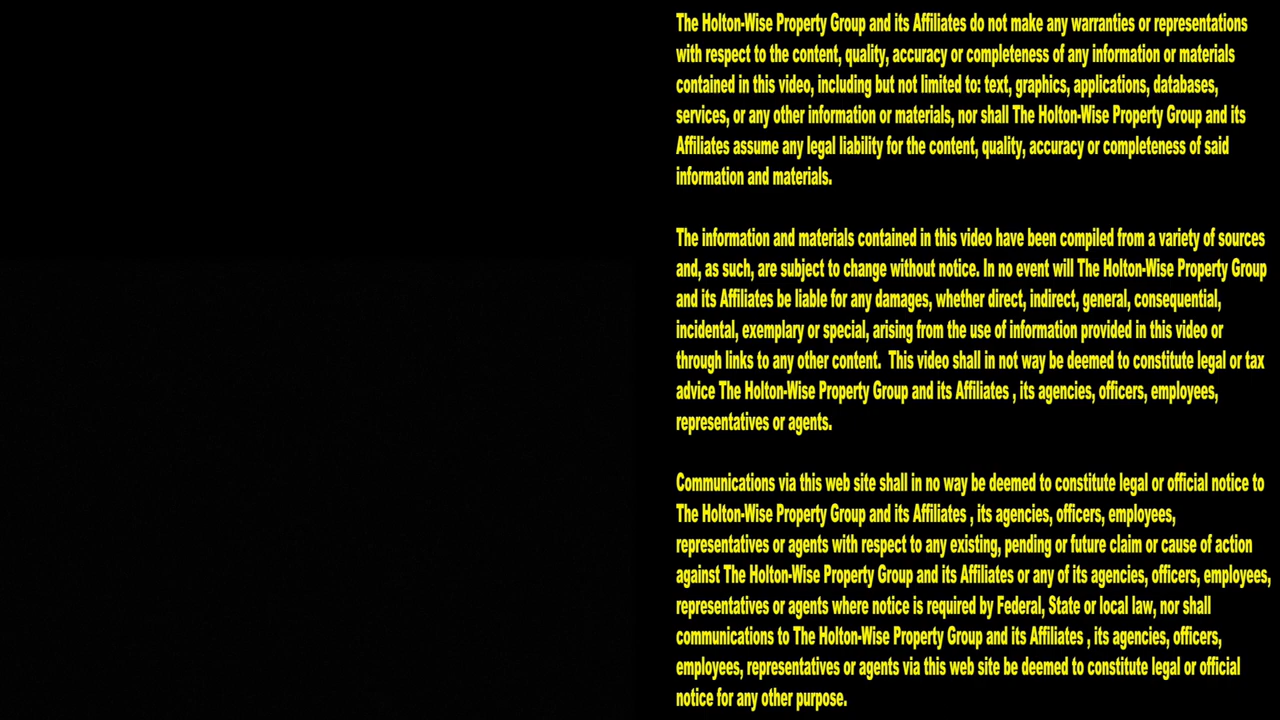 The Holton-Wise Property Group and its Affiliates do not make any warranties or representations
with respect to the content, quality, accuracy or completeness of any information or materials
contained in this video, including but not limited to: text, graphics, applications, databases,
services, or any other information or materials, nor shall The Holton-Wise Property Group and its
Affiliates assume any legal liability for the content, quality, accuracy or completeness of said
information and materials.
The information and materials contained in this video have been compiled from a variety of sources
and, as such, are subject to change without notice. In no event will The Holton-Wise Property Group
and its Affiliates be liable for any damages, whether direct, indirect, general, consequential,
incidental, exemplary or special, arising from the use of information provided in this video or
through links to any other content.  This video shall in not way be deemed to constitute legal or tax
advice The Holton-Wise Property Group and its Affiliates , its agencies, officers, employees,
representatives or agents.
Communications via this web site shall in no way be deemed to constitute legal or official notice to
The Holton-Wise Property Group and its Affiliates , its agencies, officers, employees,
representatives or agents with respect to any existing, pending or future claim or cause of action
against The Holton-Wise Property Group and its Affiliates or any of its agencies, officers, employees,
representatives or agents where notice is required by Federal, State or local law, nor shall
communications to The Holton-Wise Property Group and its Affiliates , its agencies, officers,
employees, representatives or agents via this web site be deemed to constitute legal or official
notice for any other purpose.